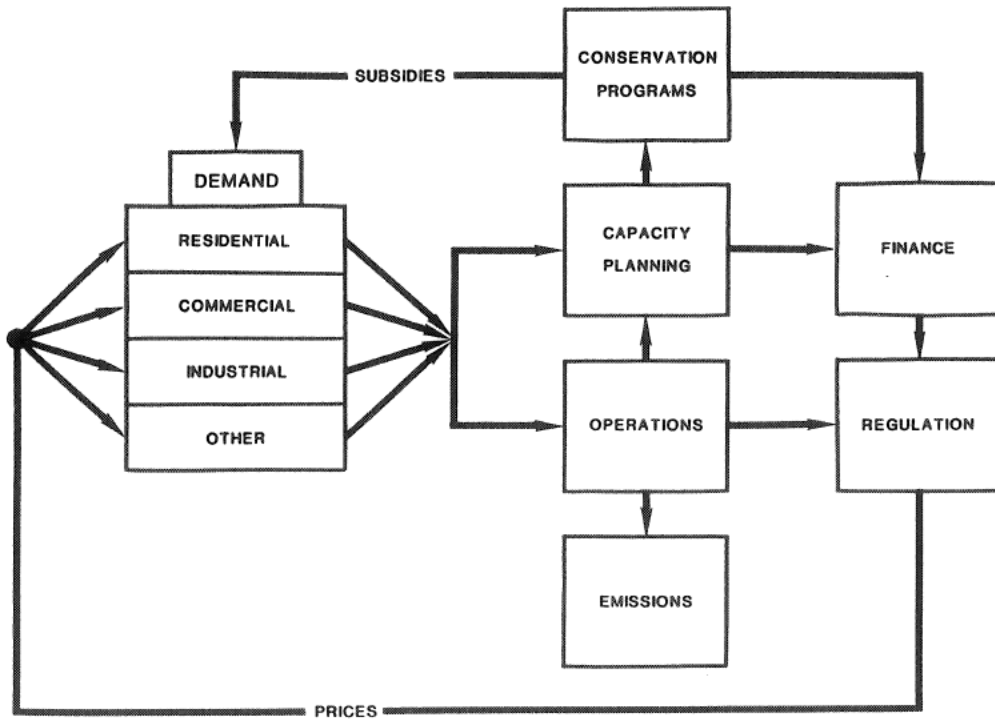 CONSERVATION
PROGRAMS
SUBSIDIES
DEMAND
RESIDENTIAL
COMMERCIAL
INDUSTRIAL
OTHER
CAPACITY
PLANNING
FINANCE
OPERATIONS
REGULATION
EMISSIONS
PRICES